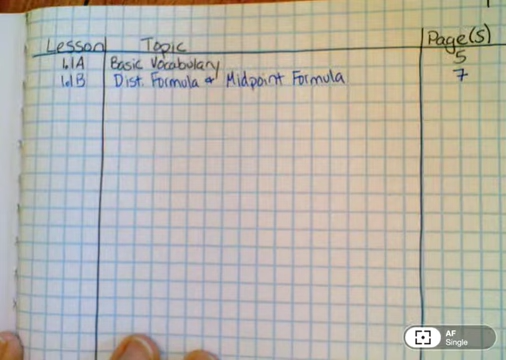 Lesson Topic Page(s)
1.1A Basic Vocabulary 5
1.1B Dist. Formula & Midpoint Formula 7
AF
Single